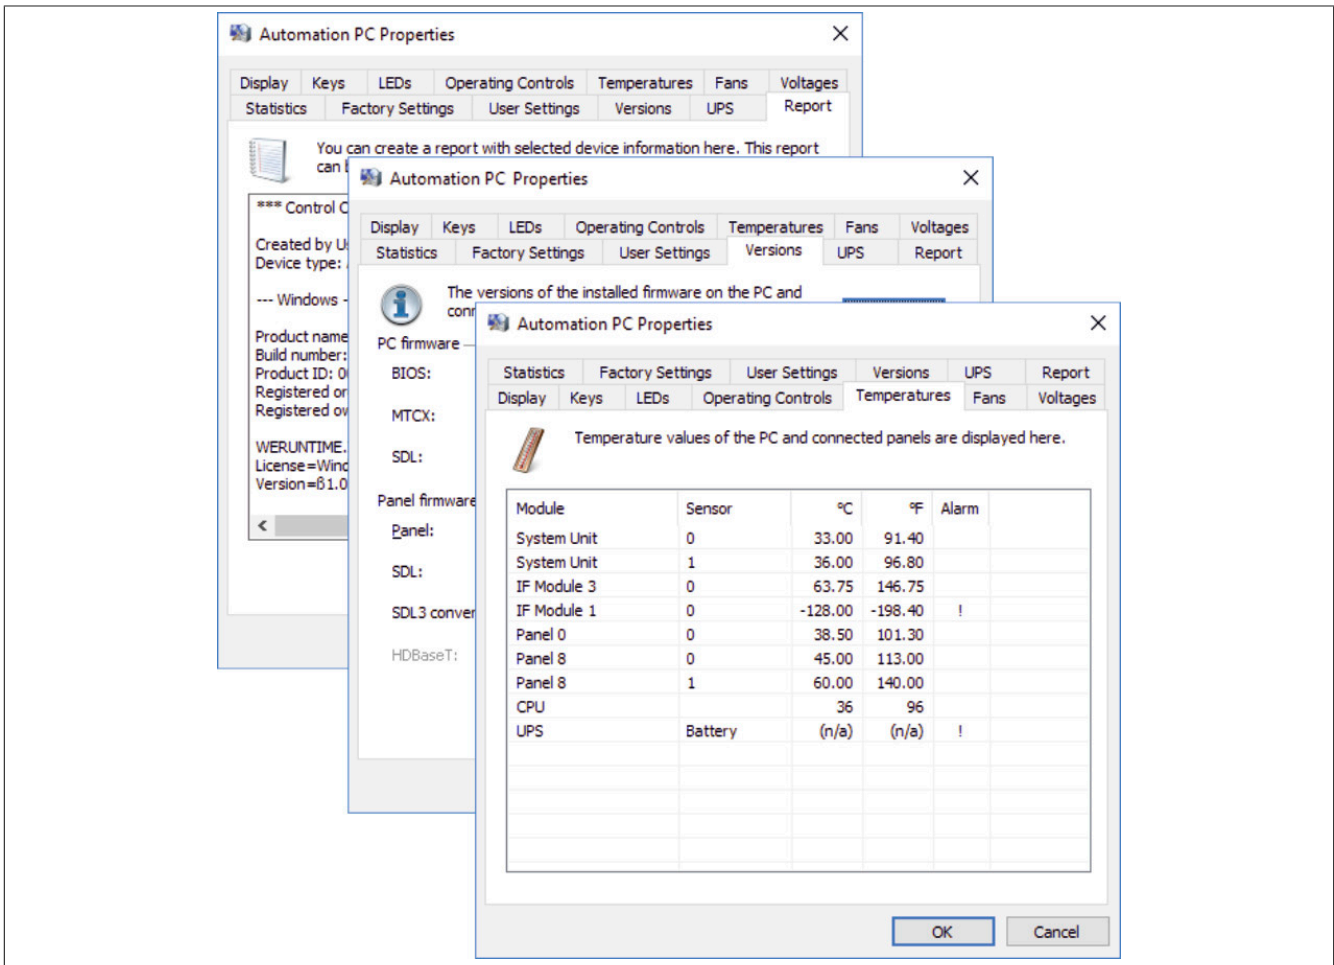 Automation PC Properties
Display Keys LEDs Operating Controls Temperatures Fans Voltages
Statistics Factory Settings User Settings Versions UPS Report
You can create a report with selected device information here. This report
can
*** Control
Created by
Device type:
--- Windows -
Product name
Build number:
Product ID:
Registered
Registered
WERUNTIME.
License=
Version=ß1.0
Automation PC Properties
Display Keys LEDs Operating Controls Temperatures Fans Voltages
Statistics Factory Settings User Settings Versions UPS Report
The versions of the installed firmware on the PC and
PC firmware
BIOS:
MTCX:
SDL:
Panel firmware
Panel:
SDL:
SDL3
HDBaseT:
Automation PC Properties
Statistics Factory Settings User Settings Versions UPS Report
Display Keys LEDs Operating Controls Temperatures Fans Voltages
Temperature values of the PC and connected panels are displayed here.
Module Sensor °C °F Alarm
System Unit 0 33.00 91.40
System Unit 1 36.00 96.80
IF Module 3 0 63.75 146.75
IF Module 1 0 -128.00 -198.40 !
Panel 0 0 38.50 101.30
Panel 8 0 45.00 113.00
Panel 8 1 60.00 140.00
CPU 36 96
UPS Battery (n/a) (n/a) !
OK Cancel